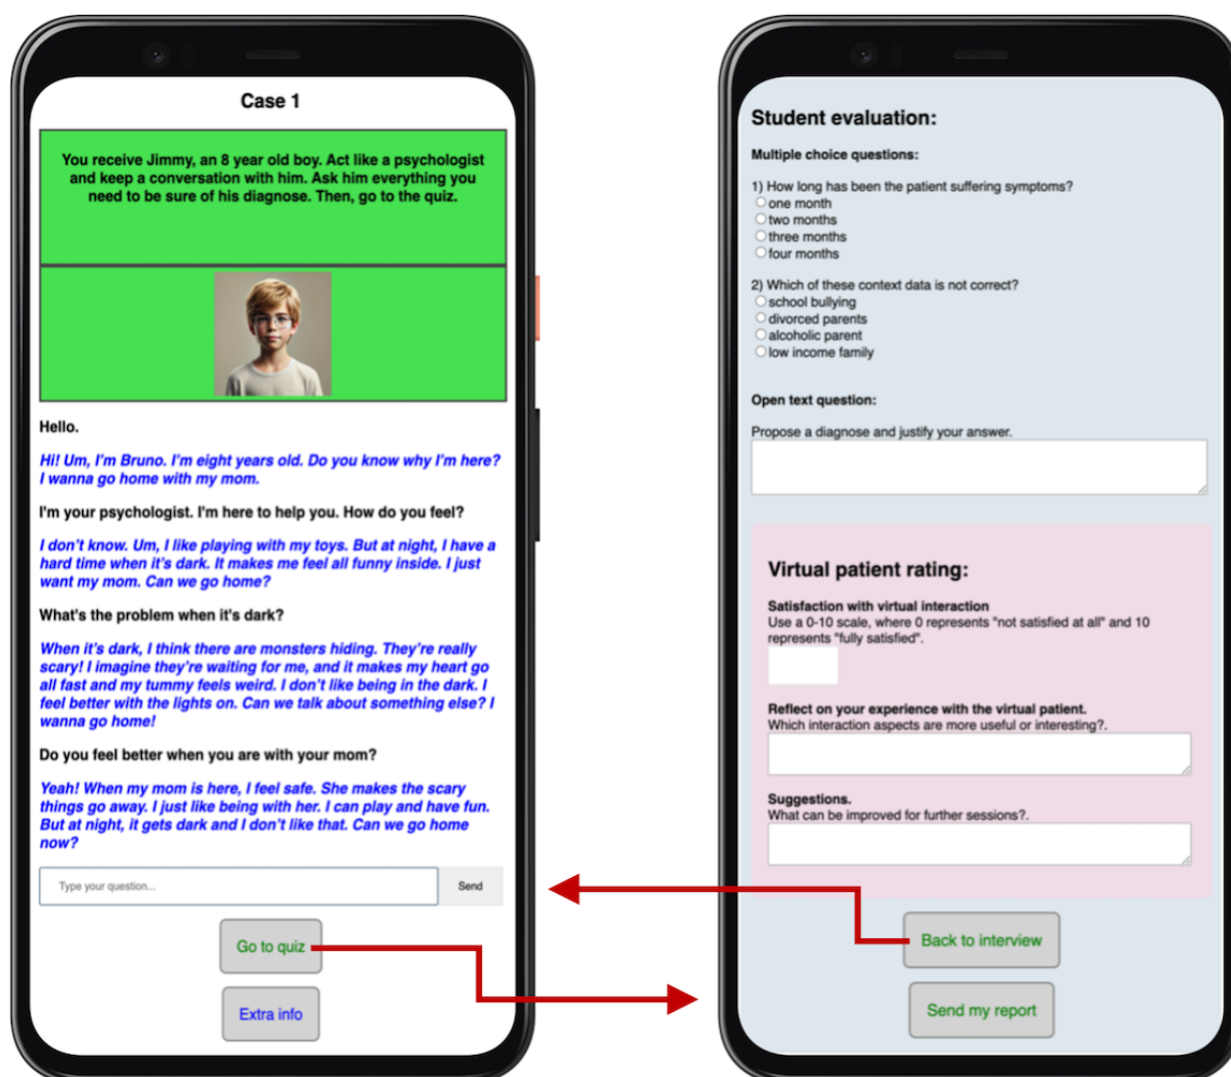 Case 1
You receive Jimmy, an 8 year old boy. Act like a psychologist
and keep a conversation with him. Ask him everything you
need to be sure of his diagnose. Then, go to the quiz.
Hello.
Hi! Um, I'm Bruno. I'm eight years old. Do you know why I'm here?
I wanna go home with my mom.
I'm your psychologist. I'm here to help you. How do you feel?
I don't know. Um, I like playing with my toys. But at night, I have a
hard time when it's dark. It makes me feel all funny inside. I just
want my mom. Can we go home?
What's the problem when it's dark?
When it's dark, I think there are monsters hiding. They're really
scary! I imagine they're waiting for me, and it makes my heart go
all fast and my tummy feels weird. I don't like being in the dark. I
feel better with the lights on. Can we talk about something else? I
wanna go home!
Do you feel better when you are with your mom?
Yeah! When my mom is here, I feel safe. She makes the scary
things go away. I just like being with her. I can play and have fun.
But at night, it gets dark and I don't like that. Can we go home
now?
Type your question...
Send
Go to quiz
Extra info
Student evaluation:
Multiple choice questions:
1) How long has been the patient suffering symptoms?
one month
two months
three months
four months
2) Which of these context data is not correct?
school bullying
divorced parents
alcoholic parent
low income family
Open text question:
Propose a diagnose and justify your answer.
Virtual patient rating:
Satisfaction with virtual interaction
Use a 0-10 scale, where 0 represents "not satisfied at all" and 10
represents "fully satisfied".
Reflect on your experience with the virtual patient.
Which interaction aspects are more useful or interesting?.
Suggestions.
What can be improved for further sessions?.
Back to interview
Send my report